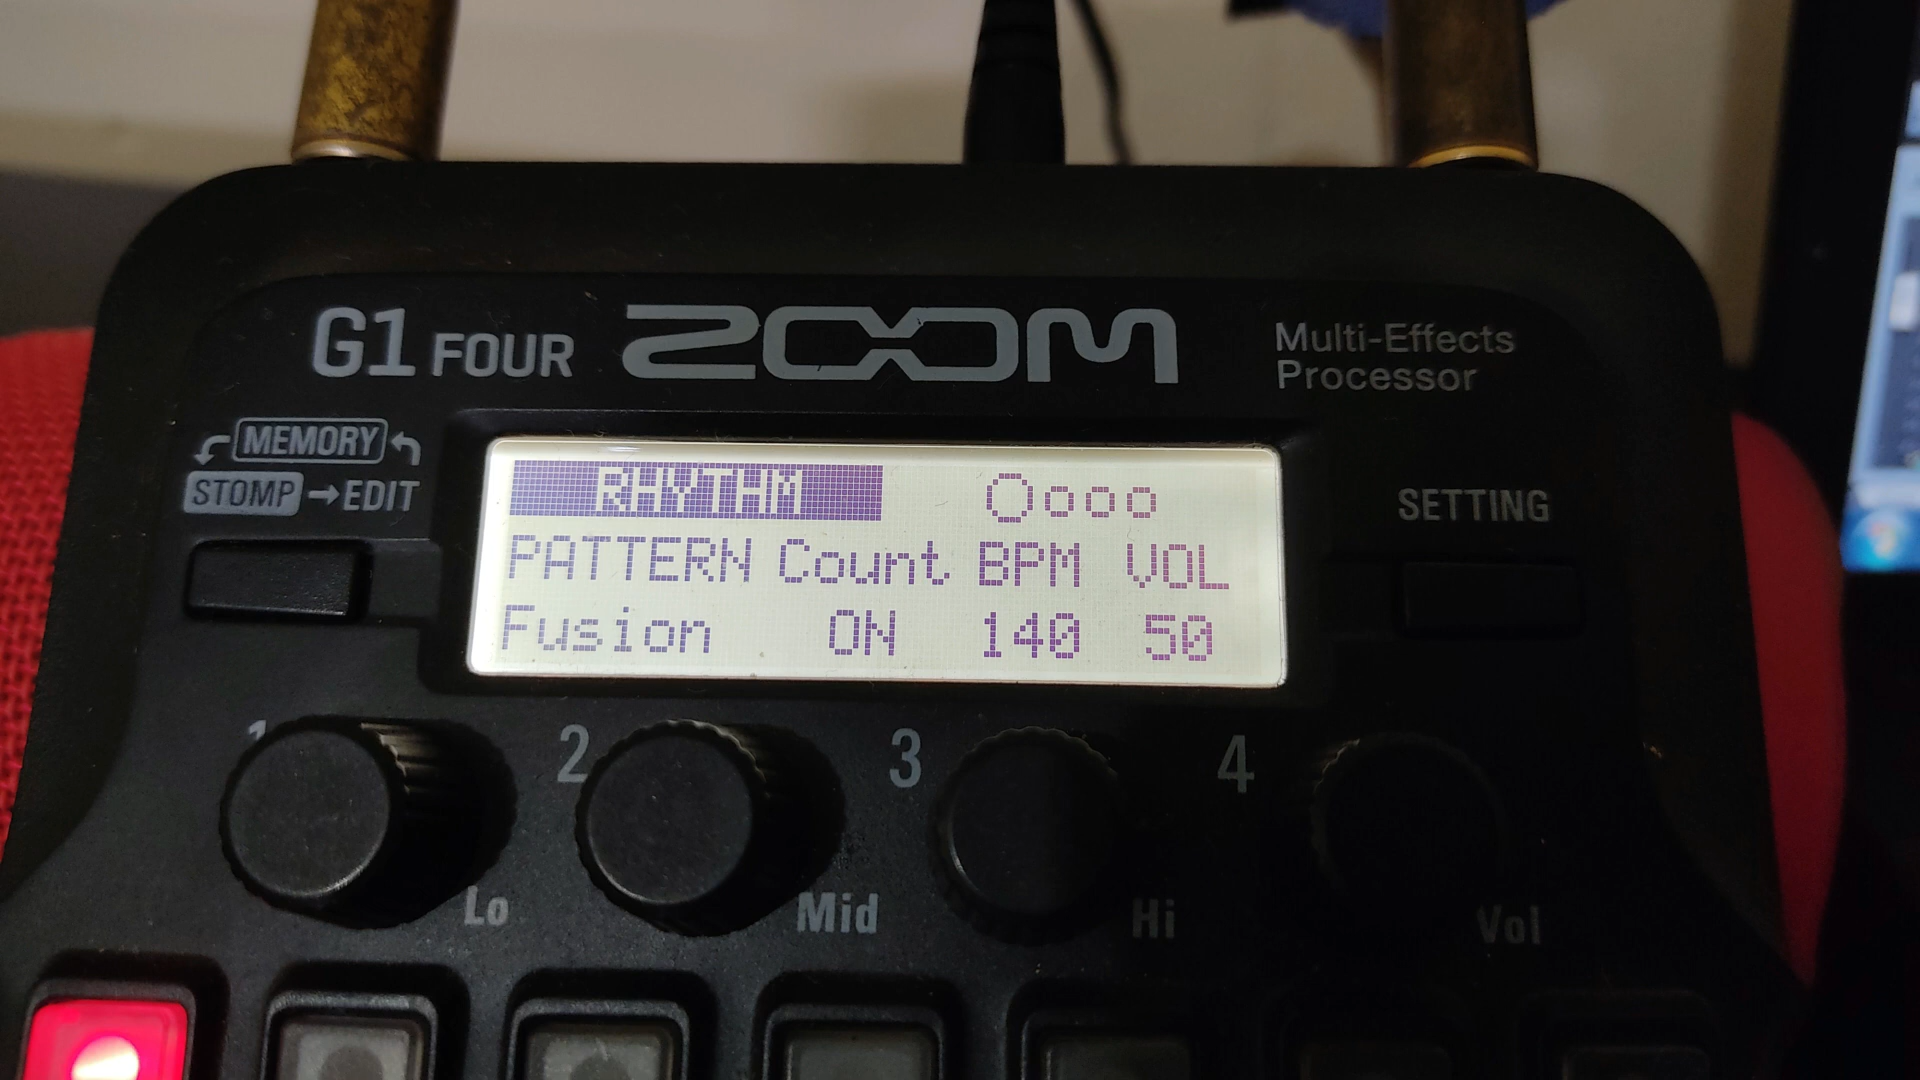 G1 FOUR ZOOM Multi-Effects
Processor
MEMORY
STOMP → EDIT
SETTING
RHYTHM
PATTERN Count BPM VOL
Fusion ON 140 50
1 2 3 4
Lo Mid Hi Vol